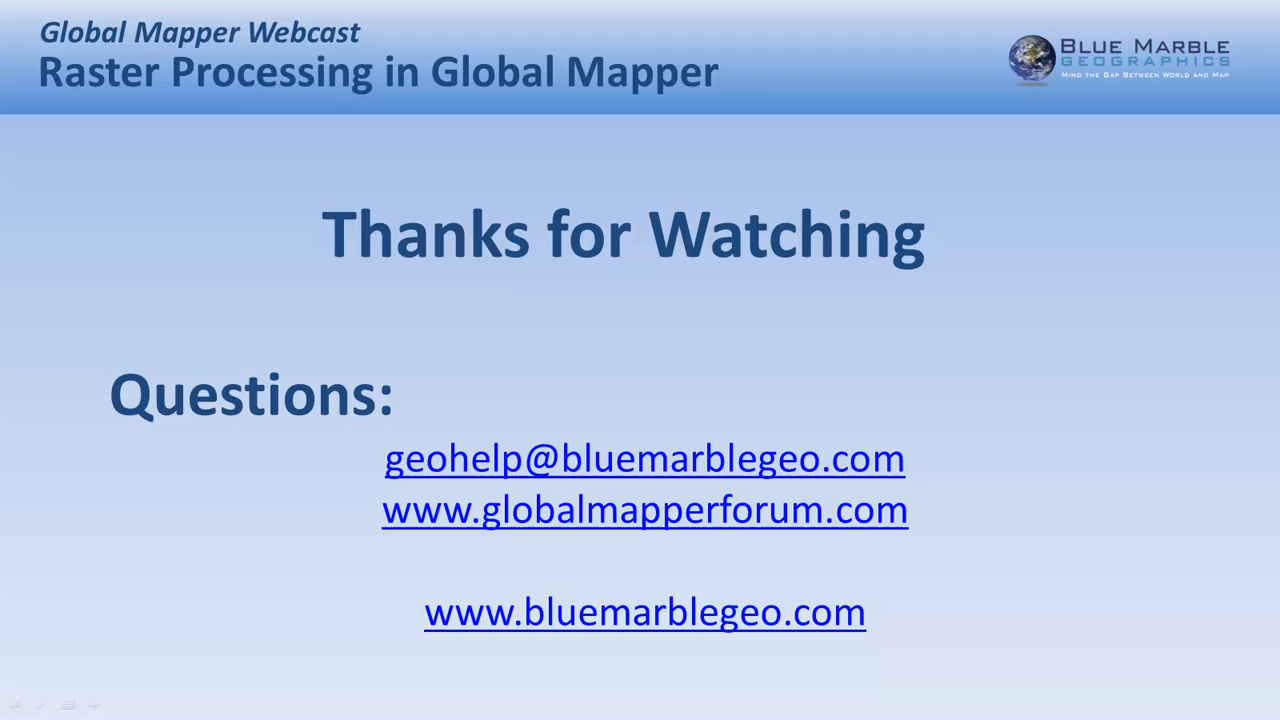 Global Mapper Webcast
Raster Processing in Global Mapper
BLUE MARBLE
GEOGRAPHICS
MIND THE GAP BETWEEN WORLD AND MAP
Thanks for Watching
Questions:
geohelp@bluemarblegeo.com
www.globalmapperforum.com
www.bluemarblegeo.com